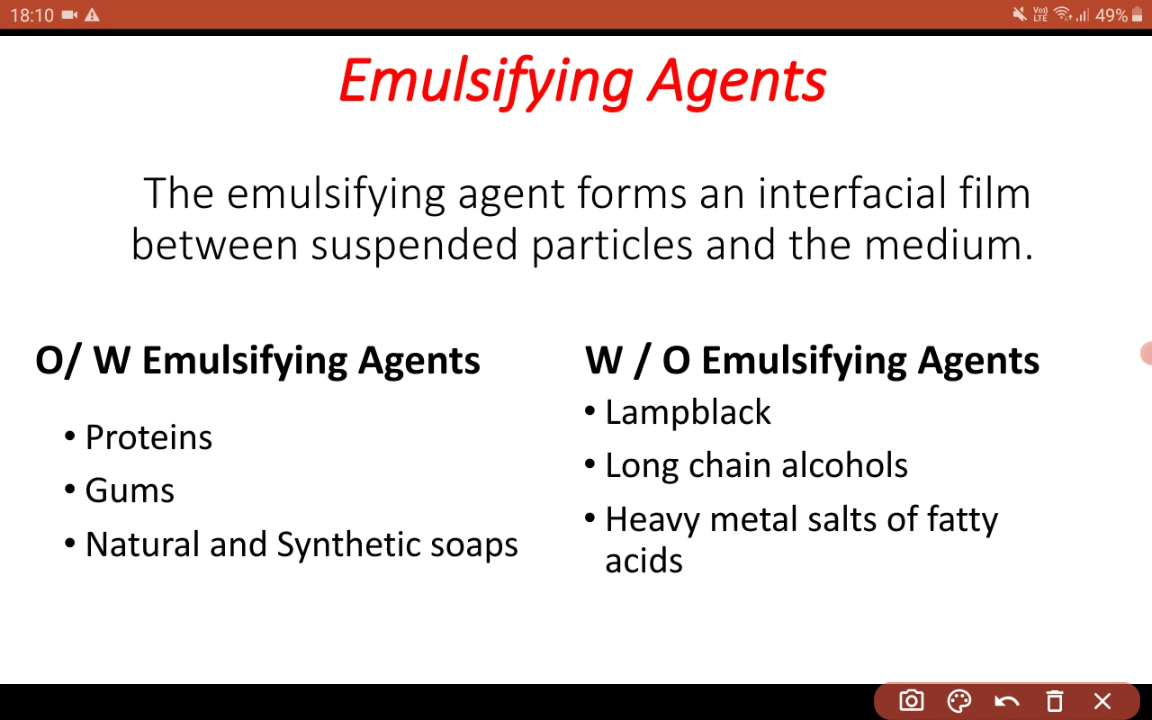 18:10
Vo)) LTE 49%
Emulsifying Agents
The emulsifying agent forms an interfacial film
between suspended particles and the medium.
O/ W Emulsifying Agents
• Proteins
• Gums
• Natural and Synthetic soaps
W / O Emulsifying Agents
• Lampblack
• Long chain alcohols
• Heavy metal salts of fatty
acids